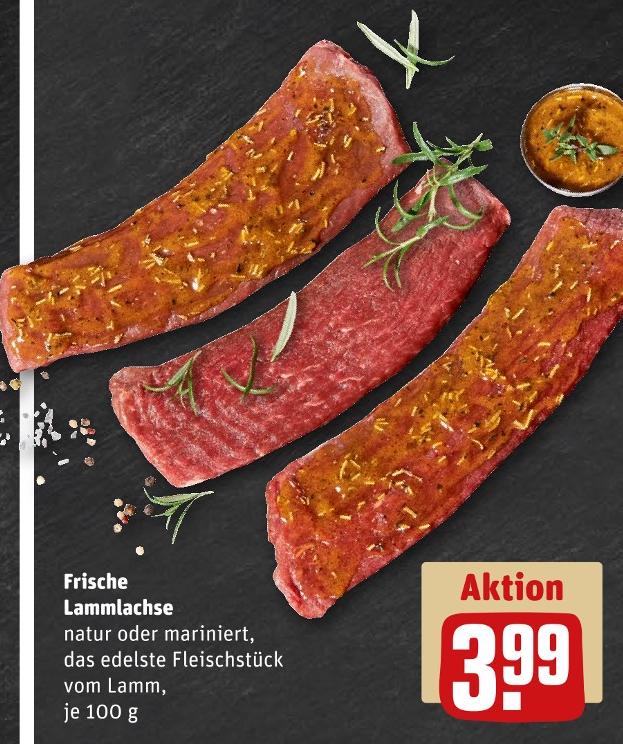 Frische
Lammlachse
natur oder mariniert,
das edelste Fleischstück
vom Lamm,
je 100 g
Aktion
3.99